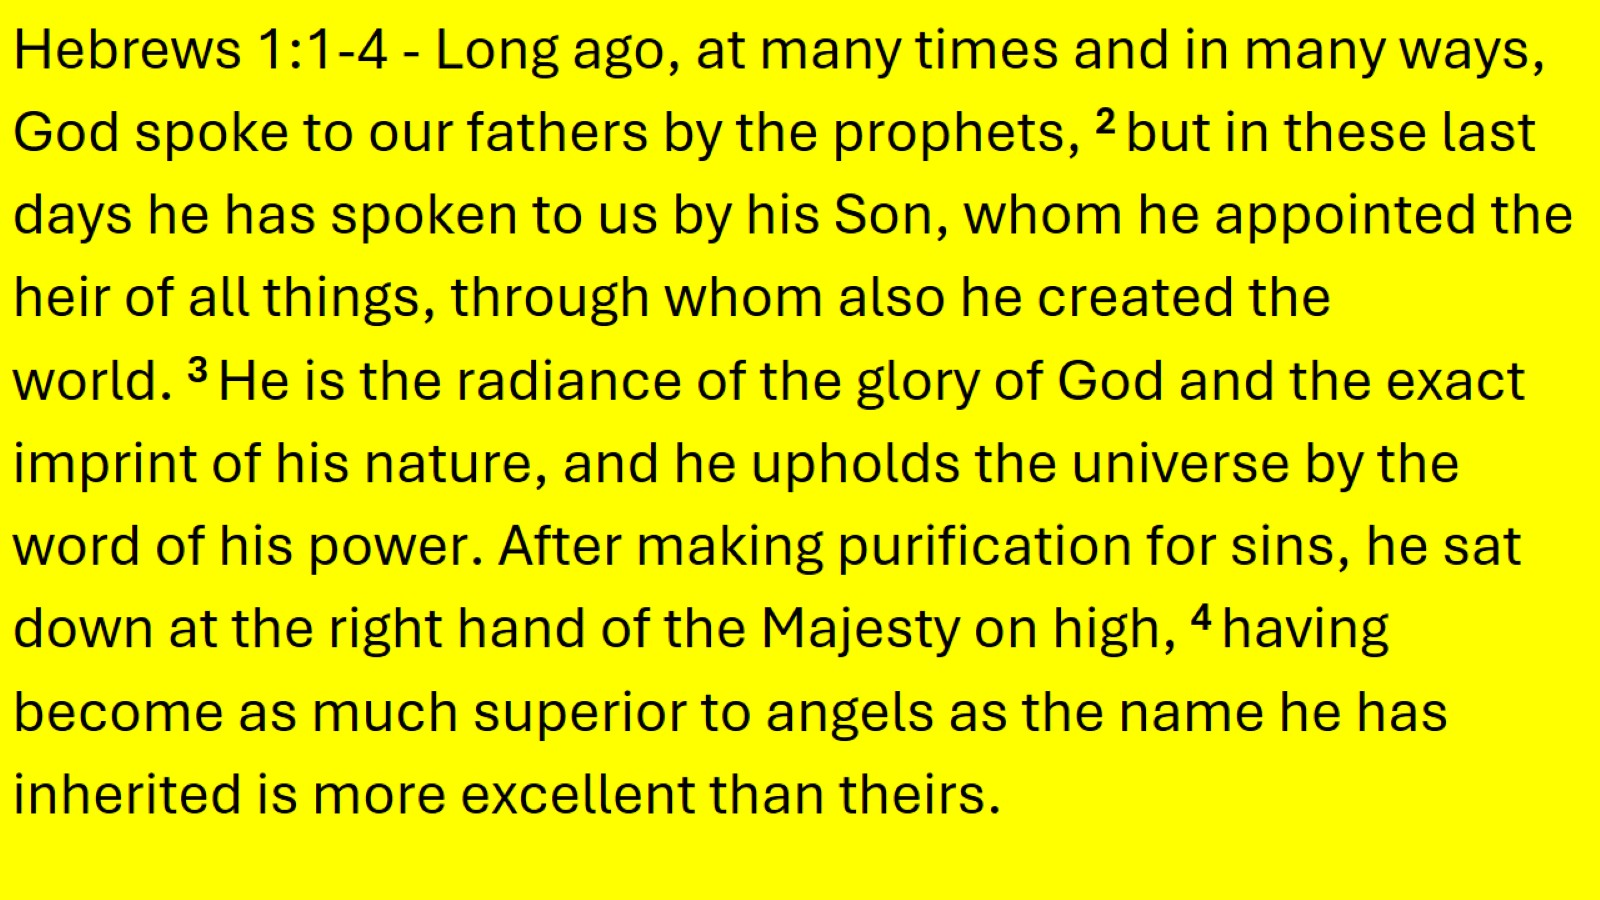 Hebrews 1:1-4 - Long ago, at many times and in many ways,
God spoke to our fathers by the prophets, ² but in these last
days he has spoken to us by his Son, whom he appointed the
heir of all things, through whom also he created the
world. ³ He is the radiance of the glory of God and the exact
imprint of his nature, and he upholds the universe by the
word of his power. After making purification for sins, he sat
down at the right hand of the Majesty on high, ⁴ having
become as much superior to angels as the name he has
inherited is more excellent than theirs.